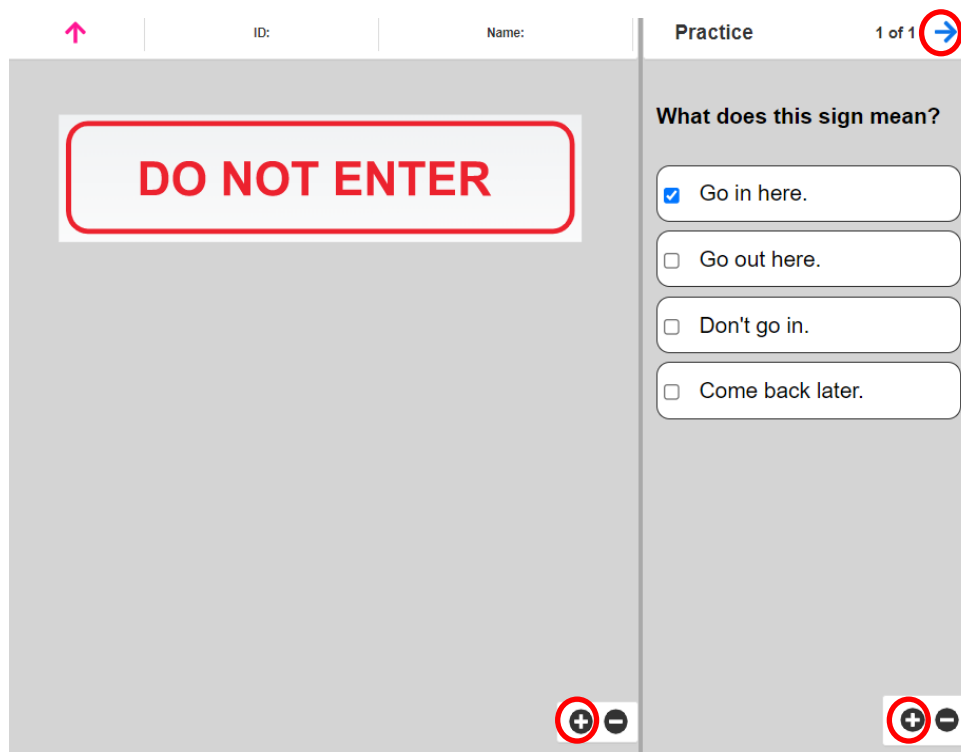 ID:
Name:
Practice
1 of 1
DO NOT ENTER
What does this sign mean?
Go in here.
Go out here.
Don't go in.
Come back later.